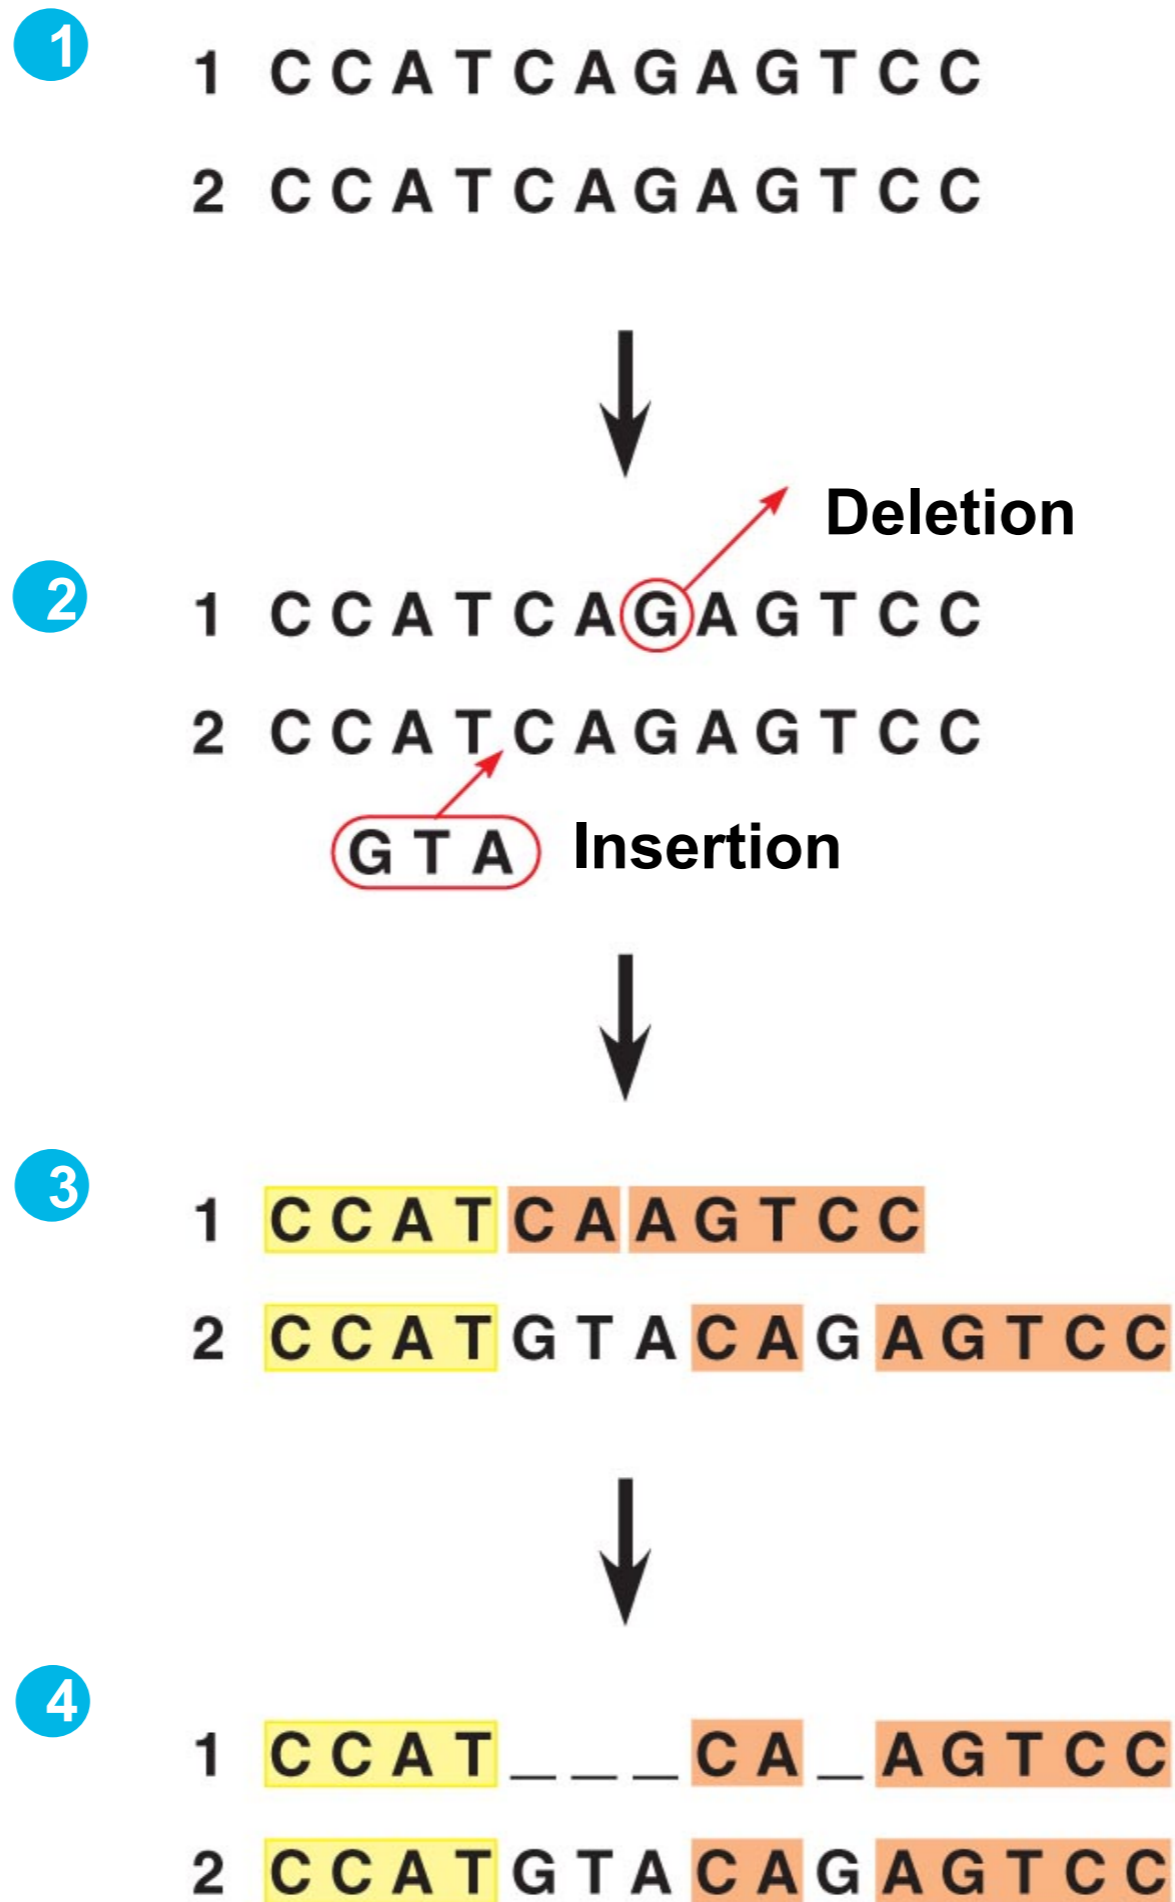 1
1 C C A T C A G A G T C C
2 C C A T C A G A G T C C
Deletion
2
1 C C A T C A G A G T C C
2 C C A T C A G A G T C C
G T A Insertion
3
1 C C A T C A A G T C C
2 C C A T G T A C A G A G T C C
4
1 C C A T _ _ _ C A _ A G T C C
2 C C A T G T A C A G A G T C C